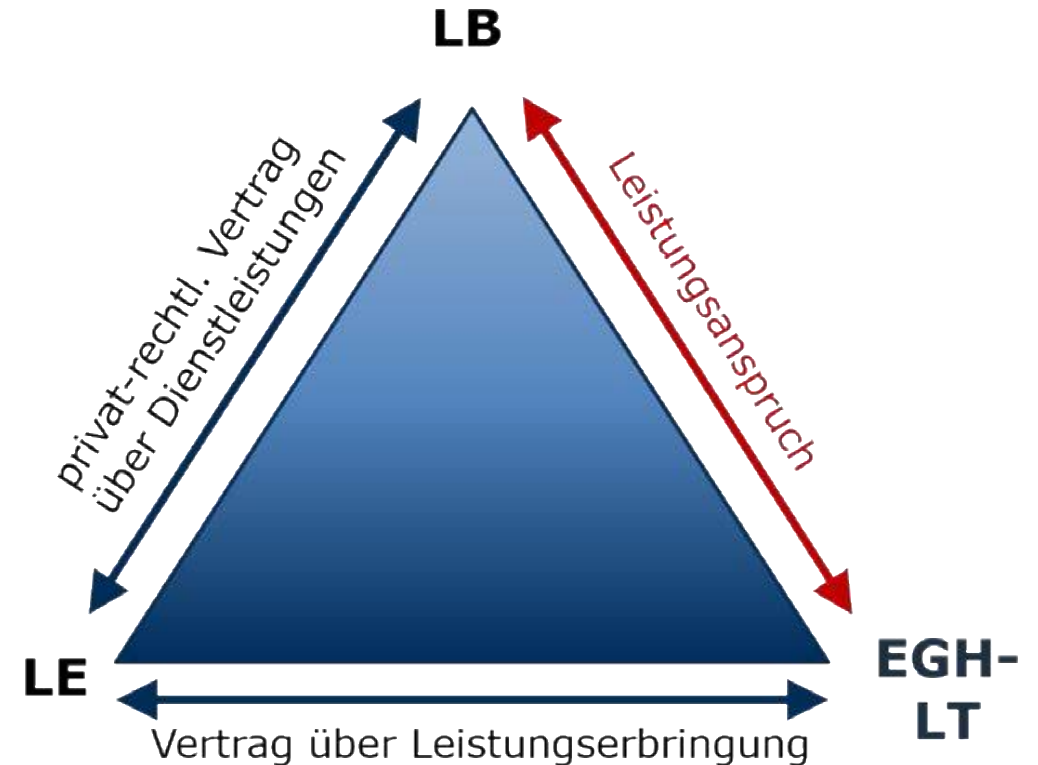 LB
privat-rechtl. Vertrag
über Dienstleistungen
Leistungsanspruch
LE
EGH-
LT
Vertrag über Leistungserbringung